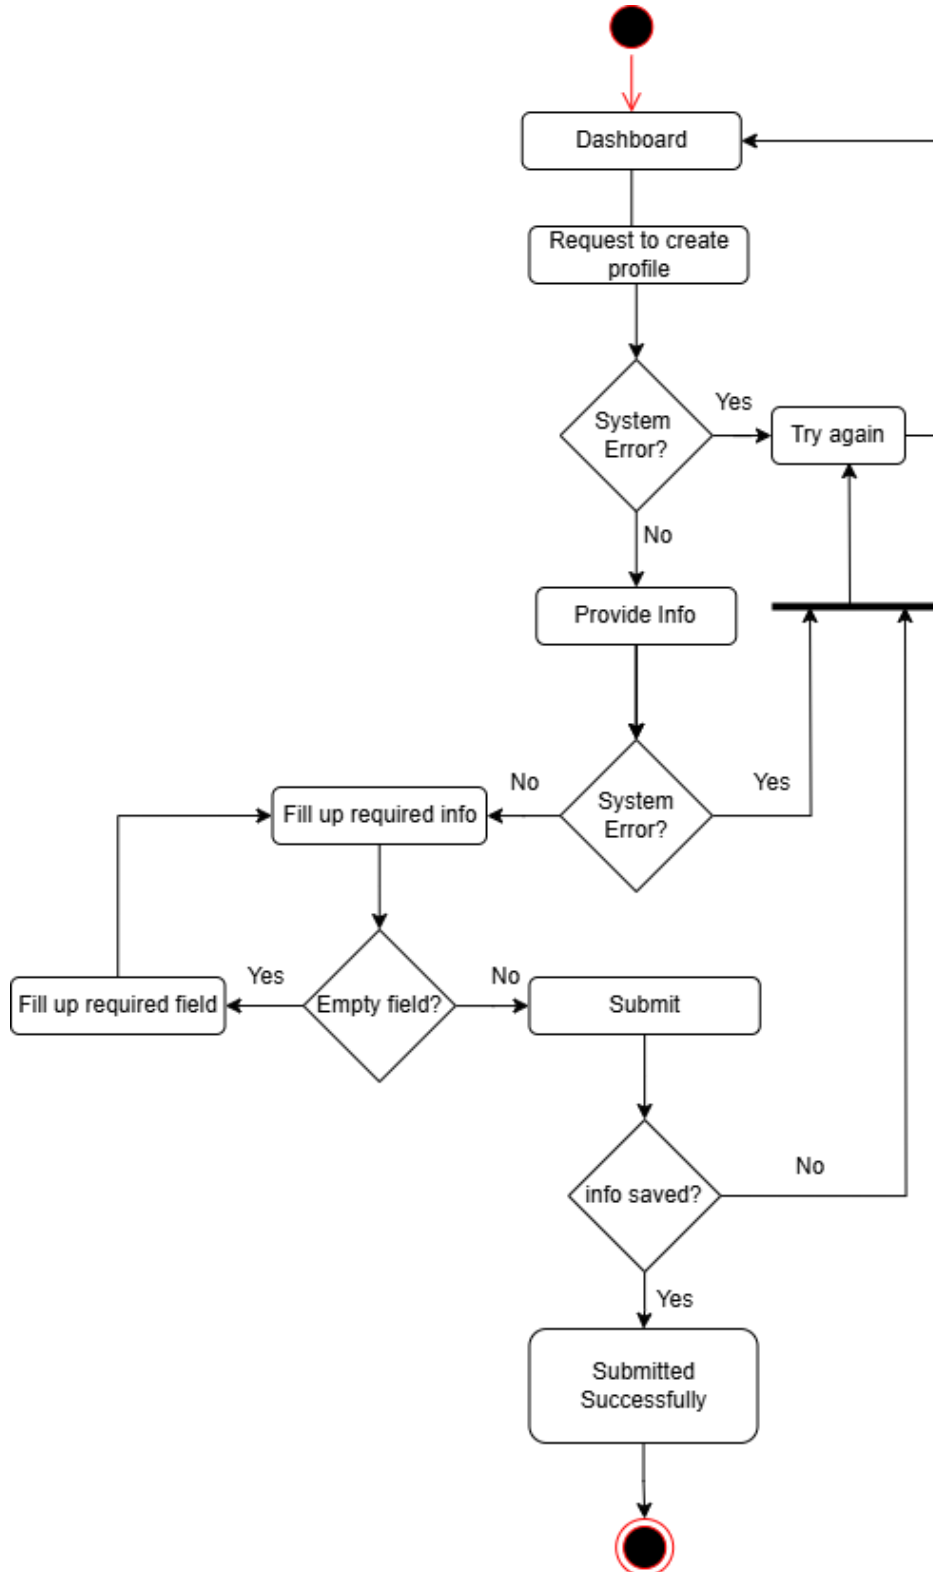 Dashboard
Request to create
profile
System
Error?
Yes
Try again
No
Provide Info
System
Error?
No
Yes
Fill up required info
Empty field?
Yes
No
Fill up required field
Submit
info saved?
No
Yes
Submitted
Successfully